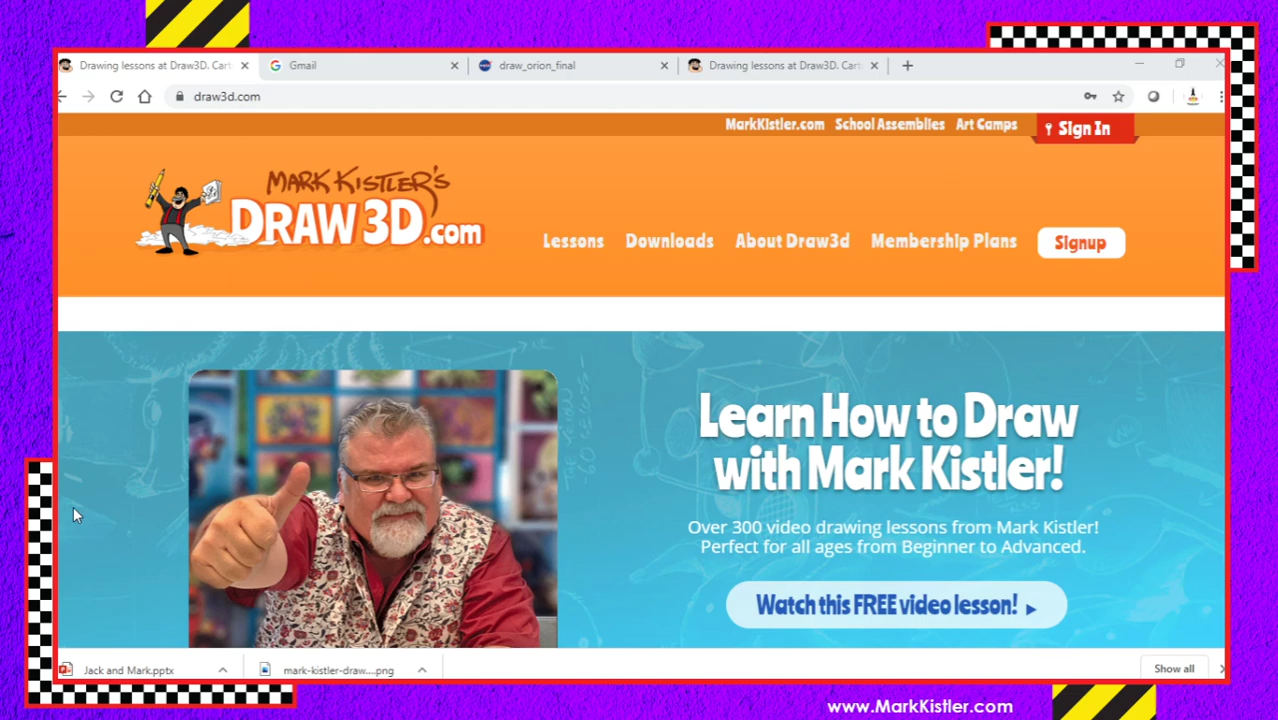 Drawing lessons at Draw3D. Cart
Gmail
draw_orion_final
Drawing lessons at Draw3D. Cart
draw3d.com
MarkKistler.com School Assemblies Art Camps Sign In
MARK KISTLER'S
DRAW 3D.com
Lessons Downloads About Draw3d Membership Plans Signup
Learn How to Draw
with Mark Kistler!
Over 300 video drawing lessons from Mark Kistler!
Perfect for all ages from Beginner to Advanced.
Watch this FREE video lesson!
Jack and Mark.pptx
mark-kistler-draw....png
Show all
www.MarkKistler.com